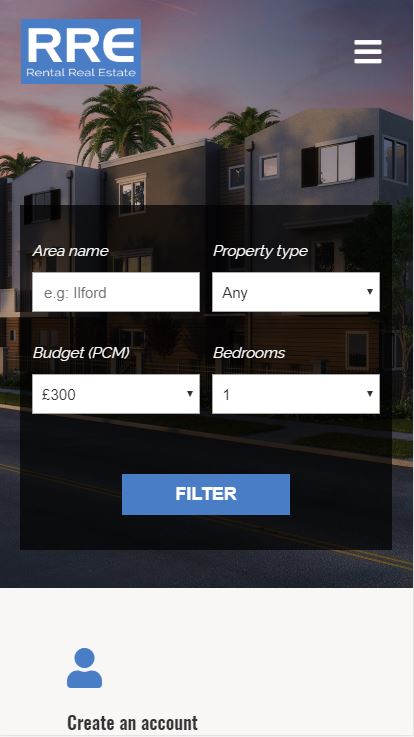 RRE
Rental Real Estate
Area name
Property type
e.g: Ilford
Any
Budget (PCM)
Bedrooms
£300
1
FILTER
Create an account